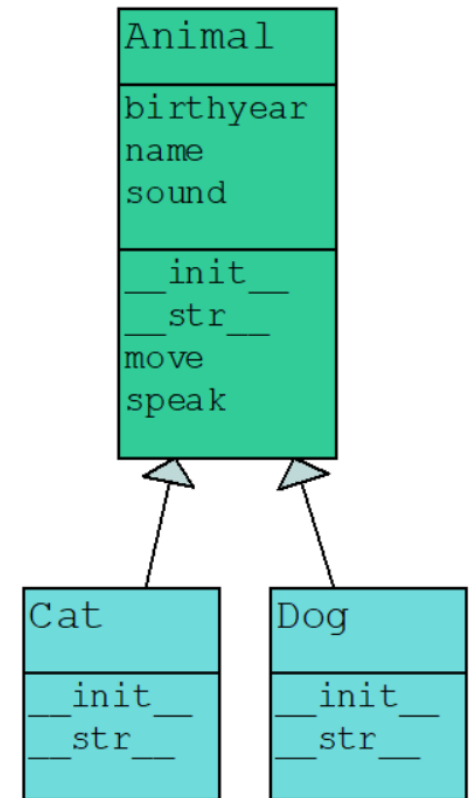 Animal
birthyear
name
sound
__init__
__str__
move
speak
Cat
__init__
__str__
Dog
__init__
__str__